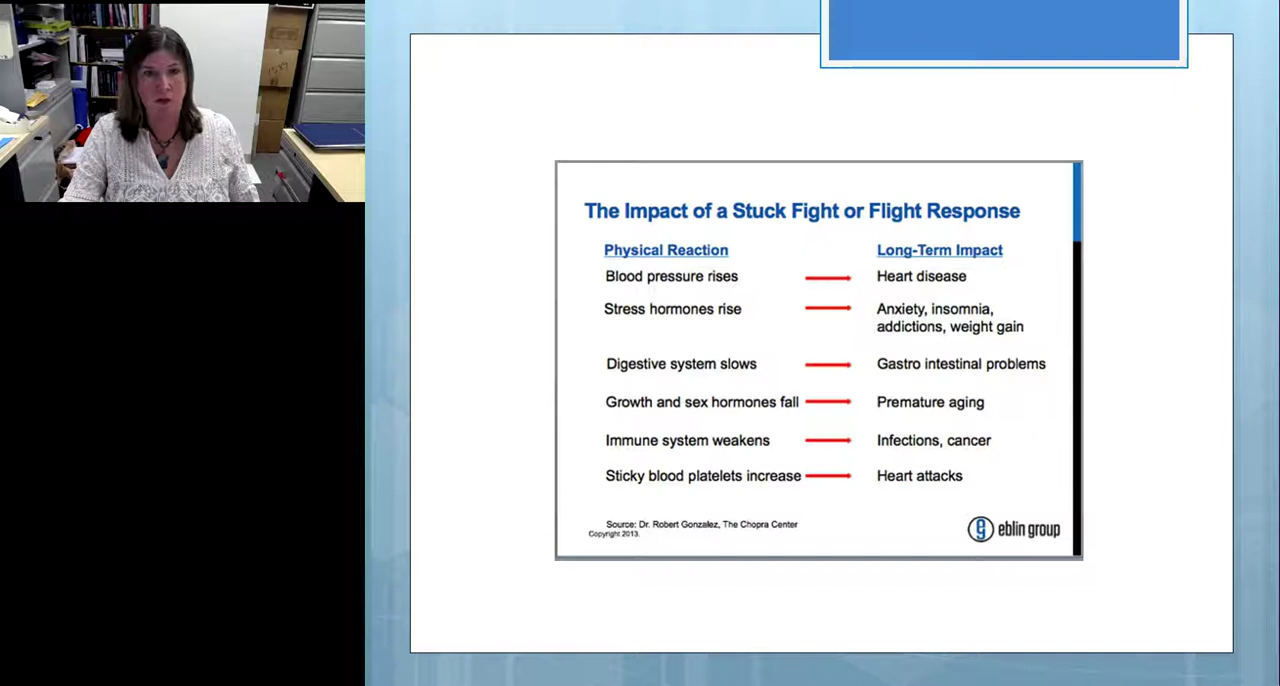 The Impact of a Stuck Fight or Flight Response
Physical Reaction Long-Term Impact
Blood pressure rises Heart disease
Stress hormones rise Anxiety, insomnia,
addictions, weight gain
Digestive system slows Gastro intestinal problems
Growth and sex hormones fall Premature aging
Immune system weakens Infections, cancer
Sticky blood platelets increase Heart attacks
Source: Dr. Robert Gonzalez, The Chopra Center
Copyright 2013.
eg eblin group